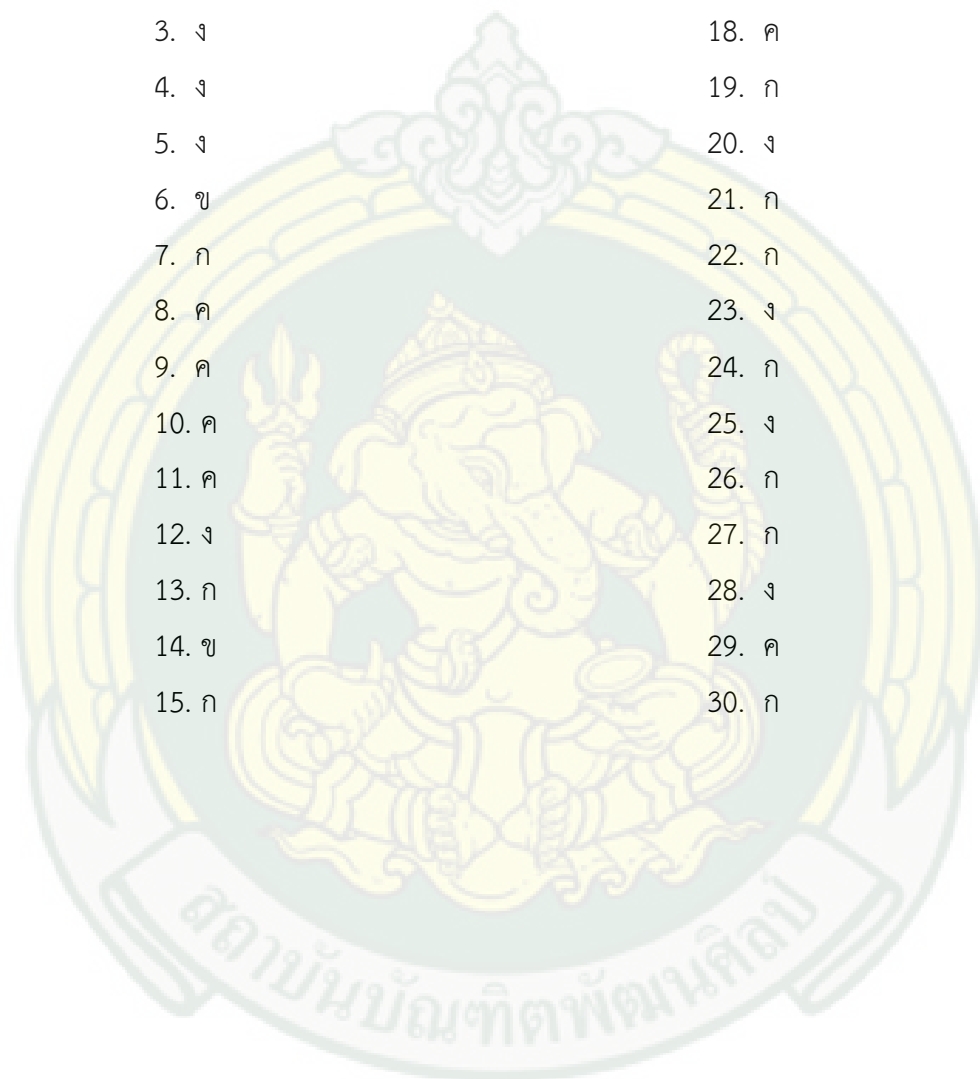 3. ง
4. ง
5. ง
6. ข
7. ก
8. ค
9. ค
10. ค
11. ค
12. ง
13. ก
14. ข
15. ก
18. ค
19. ก
20. ง
21. ก
22. ก
23. ง
24. ก
25. ง
26. ก
27. ก
28. ง
29. ค
30. ก
สถาบันบัณฑิตพัฒนศิลป์